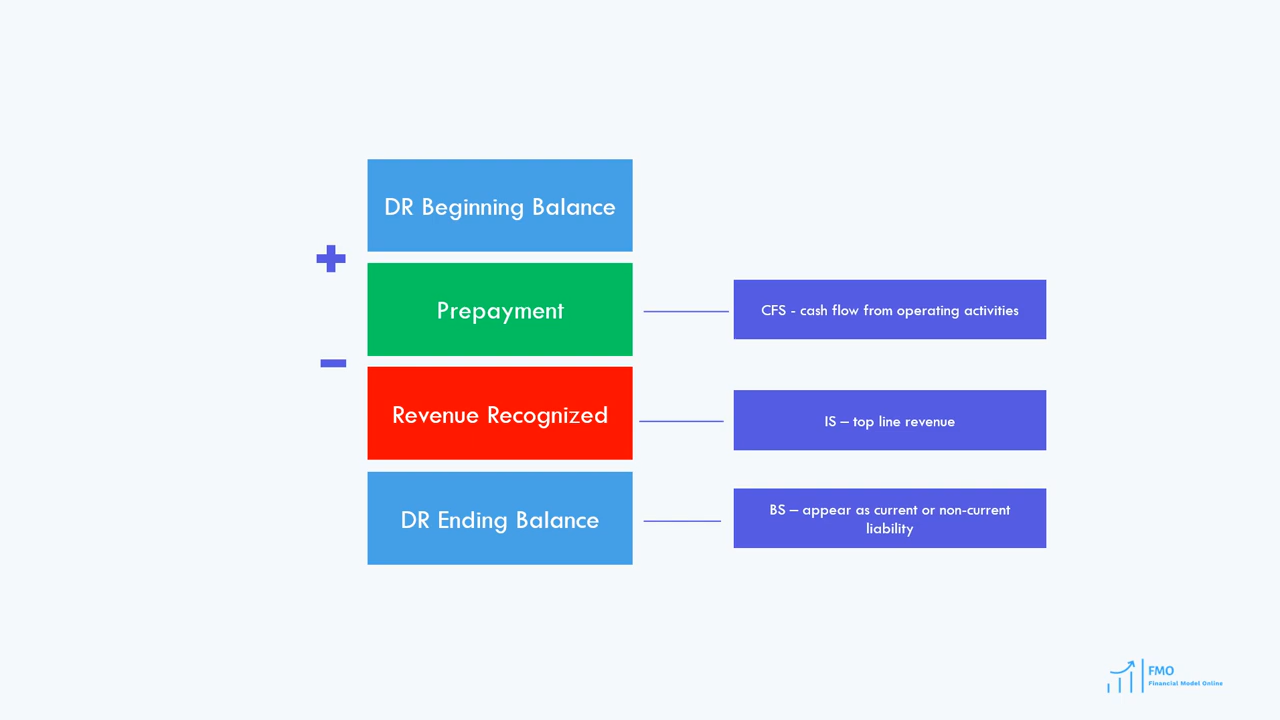 DR Beginning Balance
Prepayment
CFS - cash flow from operating activities
Revenue Recognized
IS – top line revenue
DR Ending Balance
BS – appear as current or non-current
liability
FMO
Financial Model Online